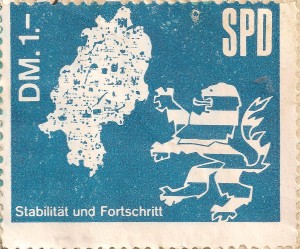 DM. 1.-
SPD
Stabilität und Fortschritt